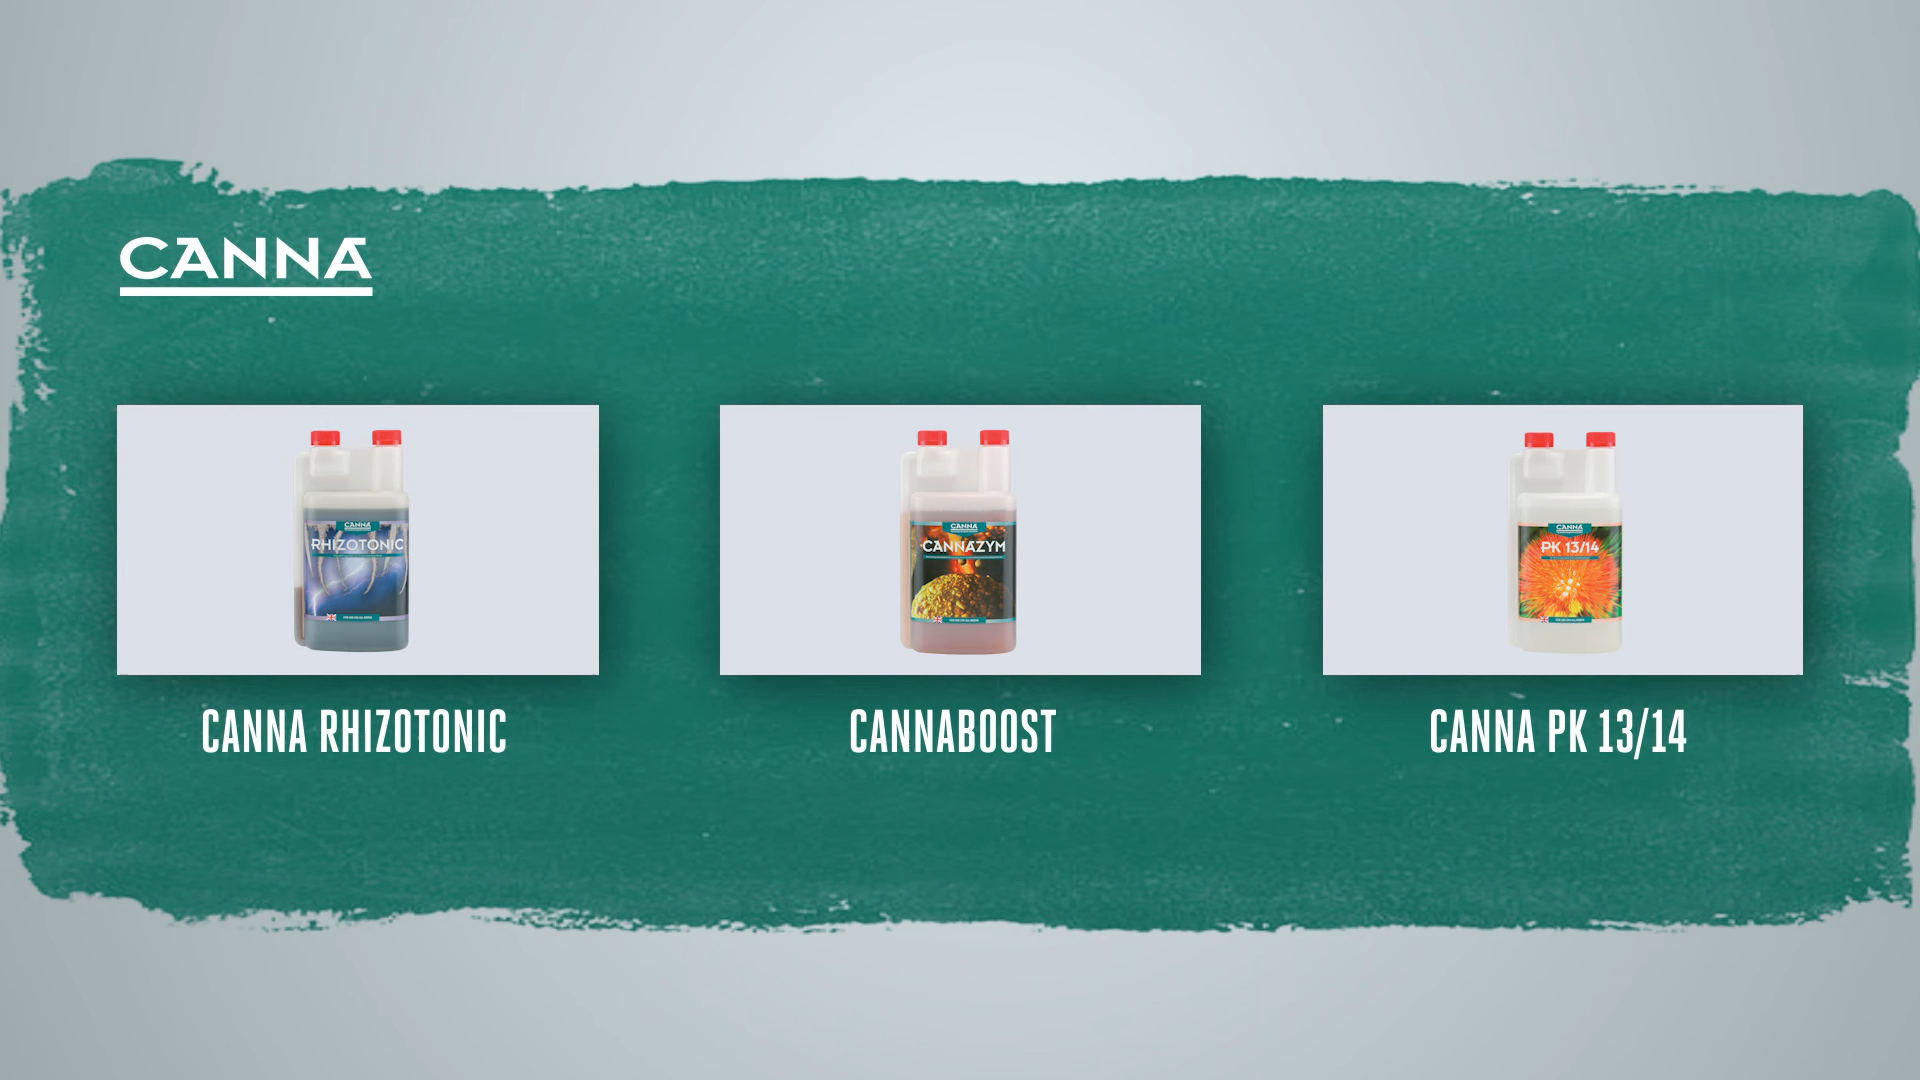 CANNA
CANNA
RHIZOTONIC
CANNA
CANNAZYM
CANNA
PK 13/14
CANNA RHIZOTONIC
CANNABOOST
CANNA PK 13/14